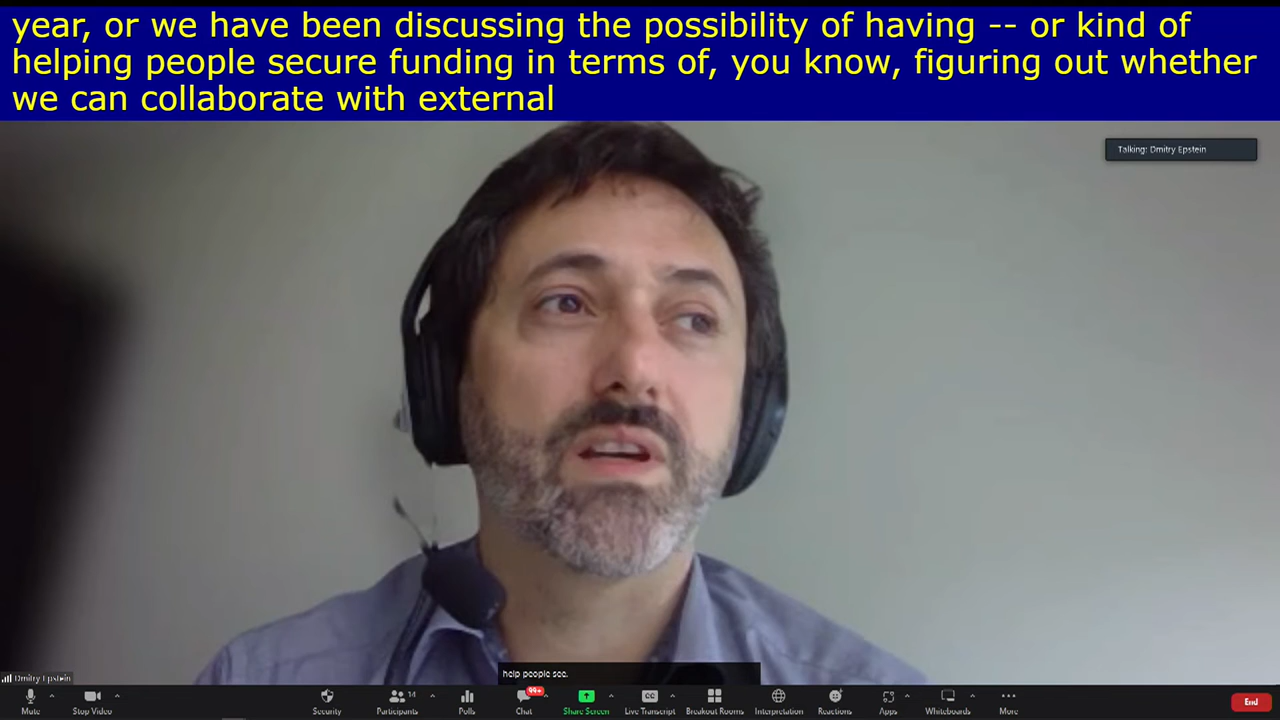 year, or we have been discussing the possibility of having -- or kind of
helping people secure funding in terms of, you know, figuring out whether
we can collaborate with external
Talking: Dmitry Epstein
help people see.
Dmitry Epstein
Mute
Stop Video
Security
14
Participants
Polls
99+
Chat
Share Screen
CC
Live Transcript
Breakout Rooms
Interpretation
Reactions
Apps
Whiteboards
More
End